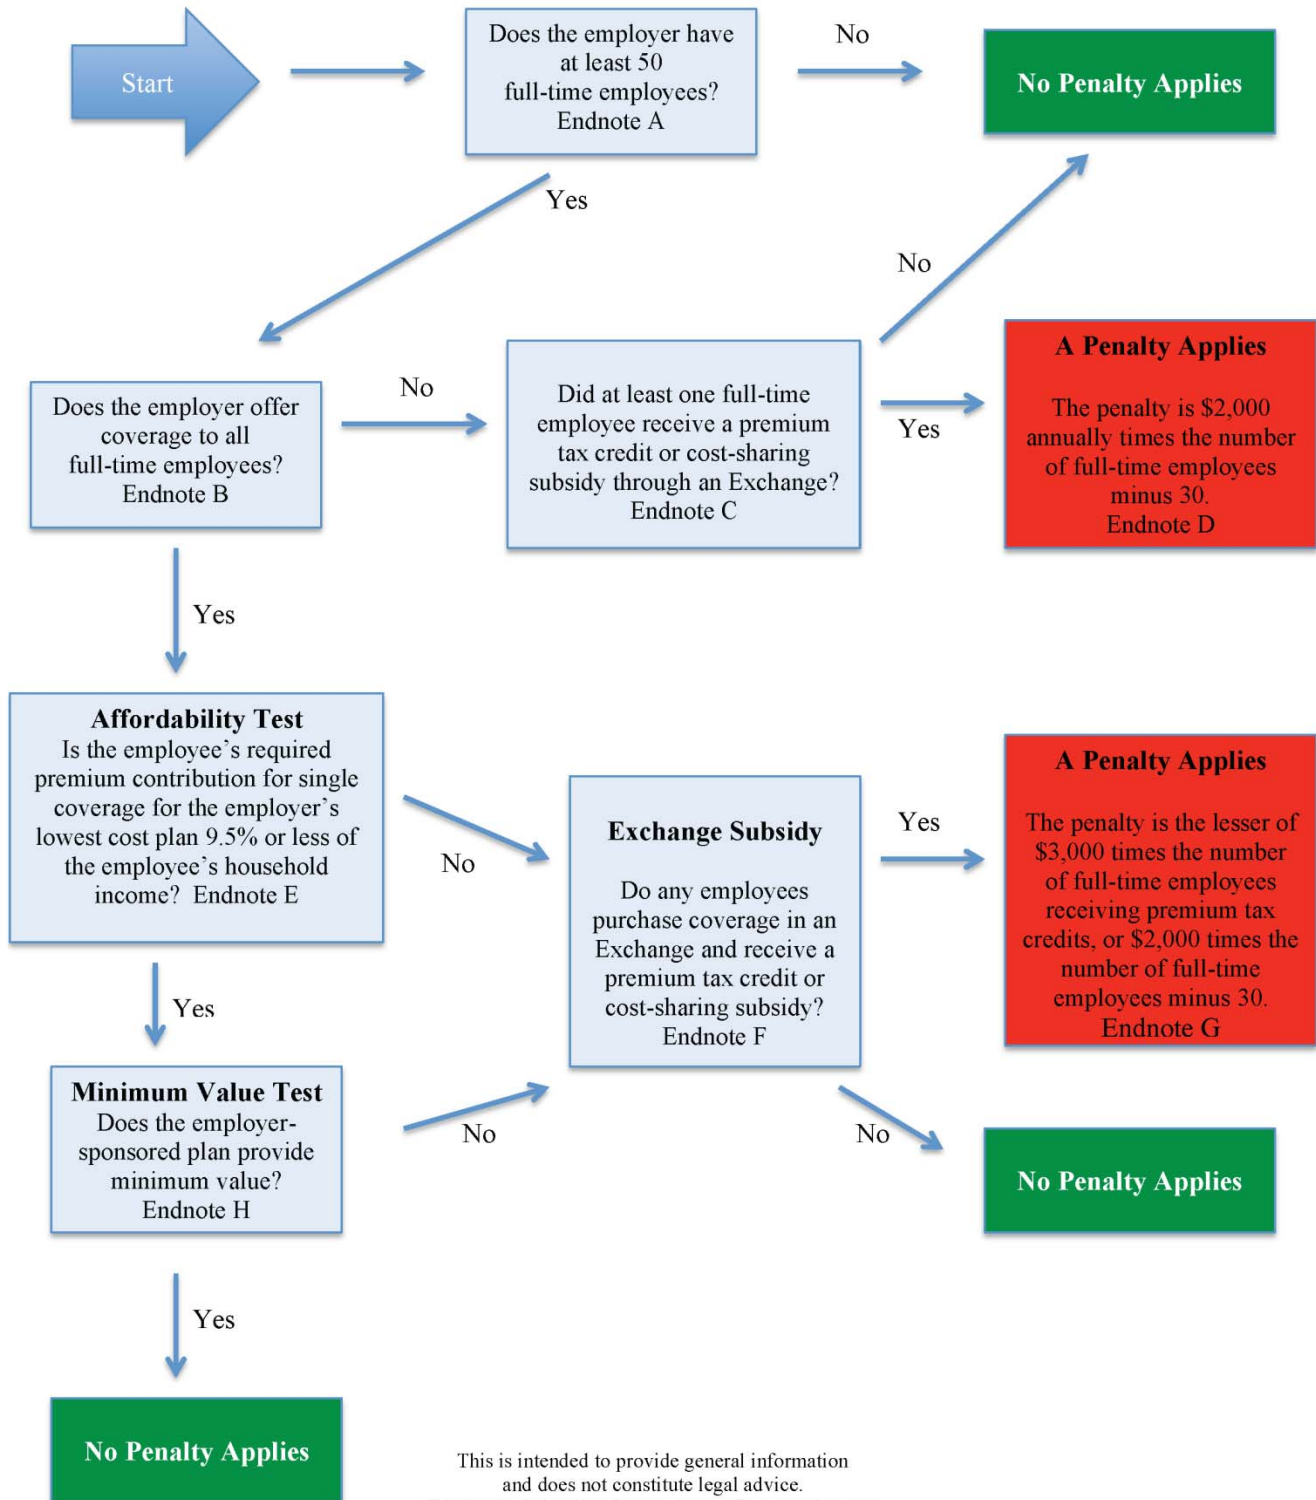 Start
Does the employer have
at least 50
full-time employees?
Endnote A
No
No Penalty Applies
Yes
No
Does the employer offer
coverage to all
full-time employees?
Endnote B
No
Did at least one full-time
employee receive a premium
tax credit or cost-sharing
subsidy through an Exchange?
Endnote C
Yes
A Penalty Applies
The penalty is $2,000
annually times the number
of full-time employees
minus 30.
Endnote D
Yes
Affordability Test
Is the employee’s required
premium contribution for single
coverage for the employer’s
lowest cost plan 9.5% or less of
the employee’s household
income? Endnote E
No
Exchange Subsidy
Do any employees
purchase coverage in an
Exchange and receive a
premium tax credit or
cost-sharing subsidy?
Endnote F
Yes
A Penalty Applies
The penalty is the lesser of
$3,000 times the number
of full-time employees
receiving premium tax
credits, or $2,000 times the
number of full-time
employees minus 30.
Endnote G
Yes
Minimum Value Test
Does the employer-
sponsored plan provide
minimum value?
Endnote H
No
No
No Penalty Applies
Yes
No Penalty Applies
This is intended to provide general information
and does not constitute legal advice.